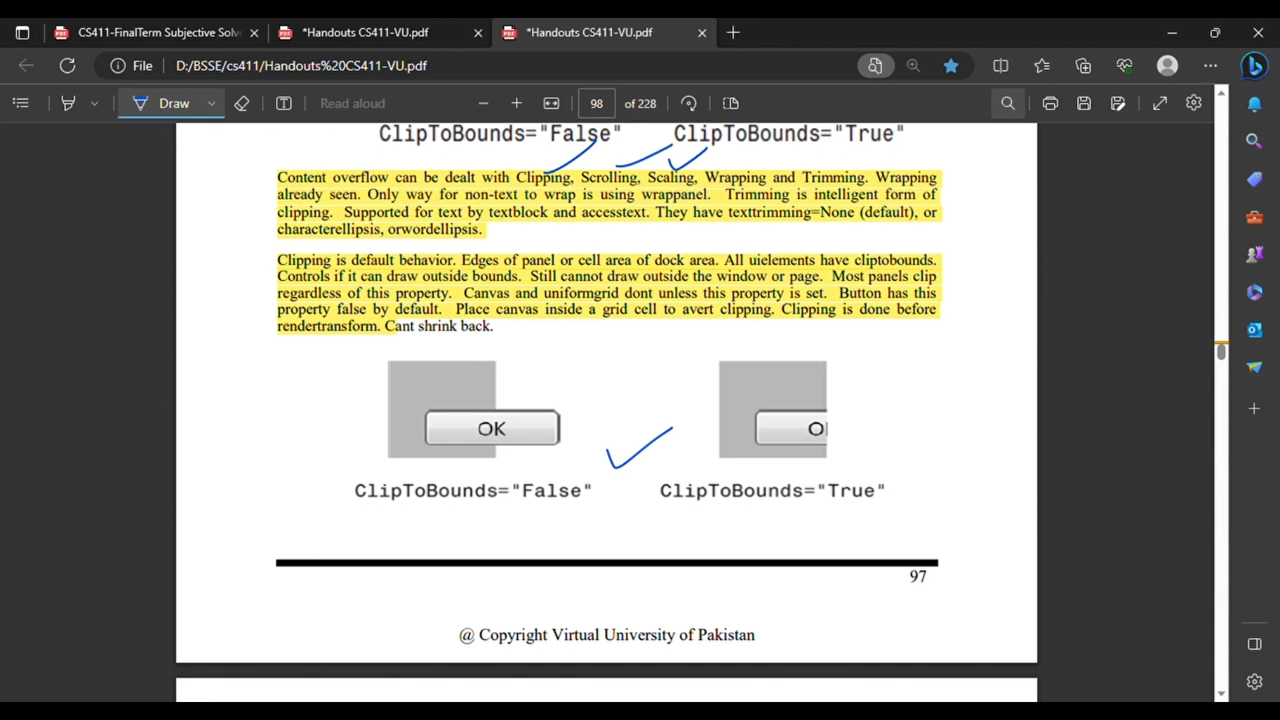 CS411-FinalTerm Subjective Solv
*Handouts CS411-VU.pdf
*Handouts CS411-VU.pdf
File
D:/BSSE/cs411/Handouts%20CS411-VU.pdf
Draw
Read aloud
98 of 228
ClipToBounds="False" ClipToBounds="True"
Content overflow can be dealt with Clipping, Scrolling, Scaling, Wrapping and Trimming. Wrapping
already seen. Only way for non-text to wrap is using wrappanel. Trimming is intelligent form of
clipping. Supported for text by textblock and accesstext. They have texttrimming=None (default), or
characterellipsis, orwordellipsis.
Clipping is default behavior. Edges of panel or cell area of dock area. All uielements have cliptobounds.
Controls if it can draw outside bounds. Still cannot draw outside the window or page. Most panels clip
regardless of this property. Canvas and uniformgrid dont unless this property is set. Button has this
property false by default. Place canvas inside a grid cell to avert clipping. Clipping is done before
rendertransform. Cant shrink back.
OK
O
ClipToBounds="False" ClipToBounds="True"
97
@ Copyright Virtual University of Pakistan